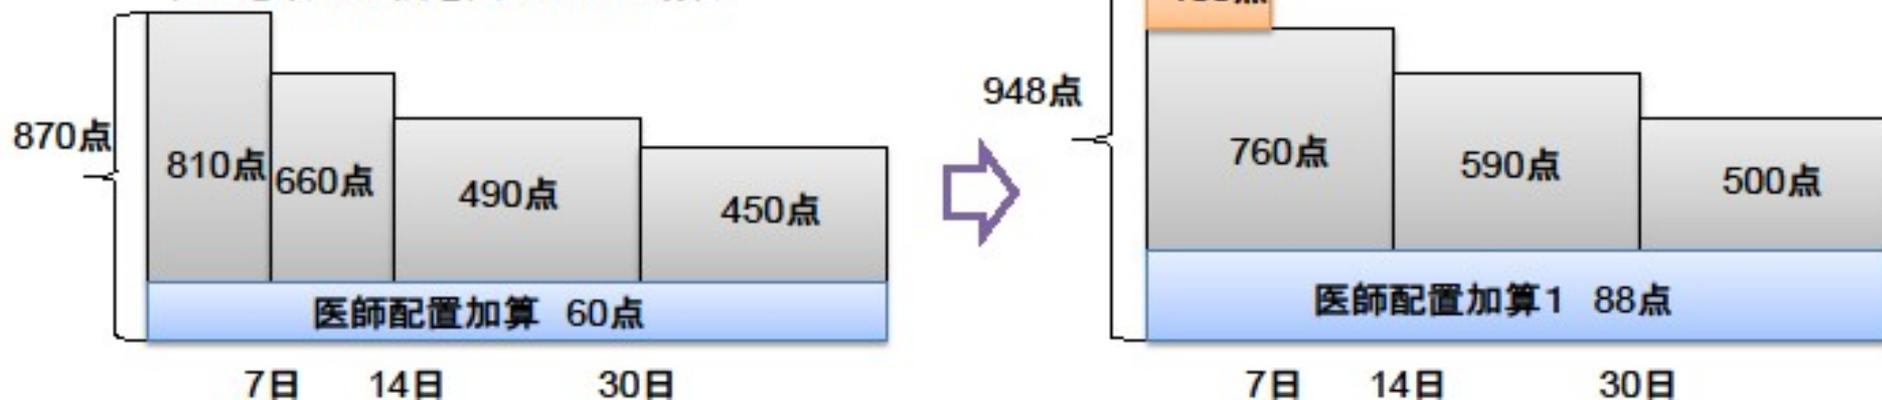 870点
810点
660点
490点
450点
医師配置加算 60点
7日 14日 30日
948点
760点
590点
500点
医師配置加算1 88点
7日 14日 30日